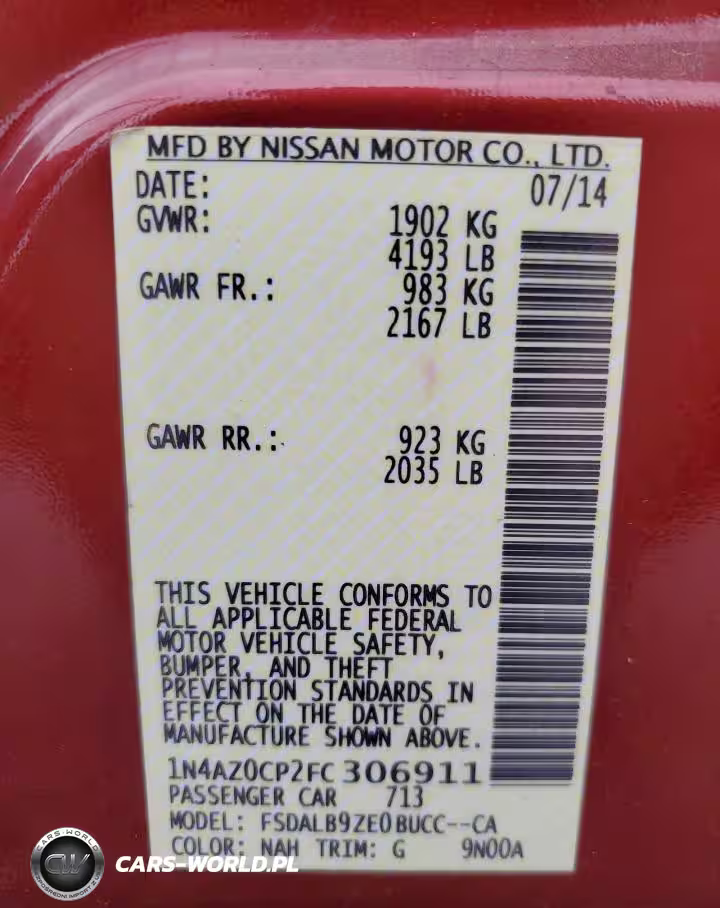 MFD BY NISSAN MOTOR CO., LTD.
DATE: 07/14
GVWR: 1902 KG
4193 LB
GAWR FR.: 983 KG
2167 LB
GAWR RR.: 923 KG
2035 LB
THIS VEHICLE CONFORMS TO
ALL APPLICABLE FEDERAL
MOTOR VEHICLE SAFETY,
BUMPER, AND THEFT
PREVENTION STANDARDS IN
EFFECT ON THE DATE OF
MANUFACTURE SHOWN ABOVE.
1N4AZ0CP2FC306911
PASSENGER CAR 713
MODEL: FSDALB9ZE0BUCC--CA
COLOR: NAH TRIM: G 9N00A
CARS-WORLD
CW
CARS-WORLD.PL